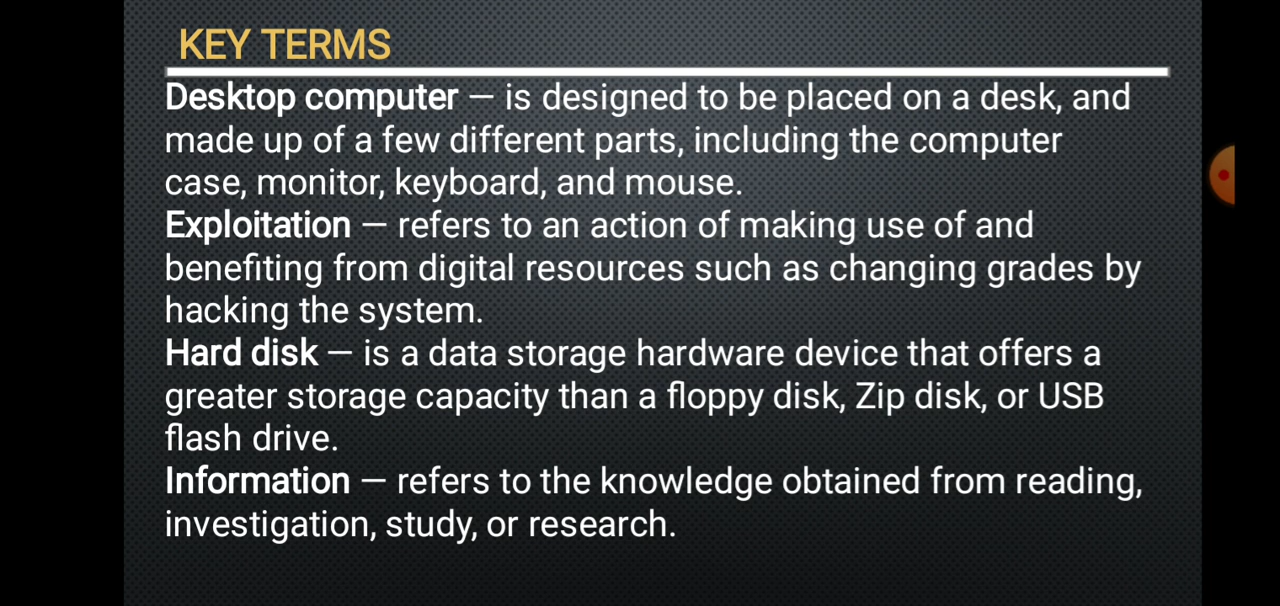 KEY TERMS
Desktop computer — is designed to be placed on a desk, and
made up of a few different parts, including the computer
case, monitor, keyboard, and mouse.
Exploitation — refers to an action of making use of and
benefiting from digital resources such as changing grades by
hacking the system.
Hard disk — is a data storage hardware device that offers a
greater storage capacity than a floppy disk, Zip disk, or USB
flash drive.
Information — refers to the knowledge obtained from reading,
investigation, study, or research.